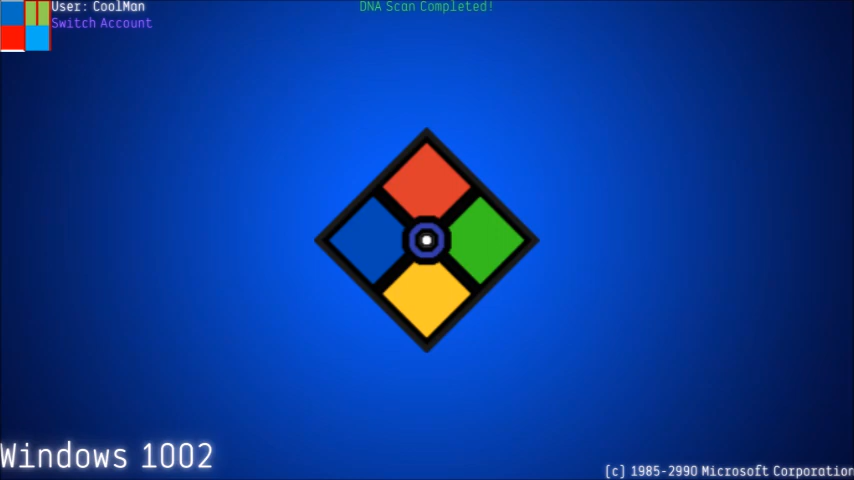 User: CoolMan
Switch Account
DNA Scan Completed!
Windows 1002
(c) 1985-2990 Microsoft Corporation